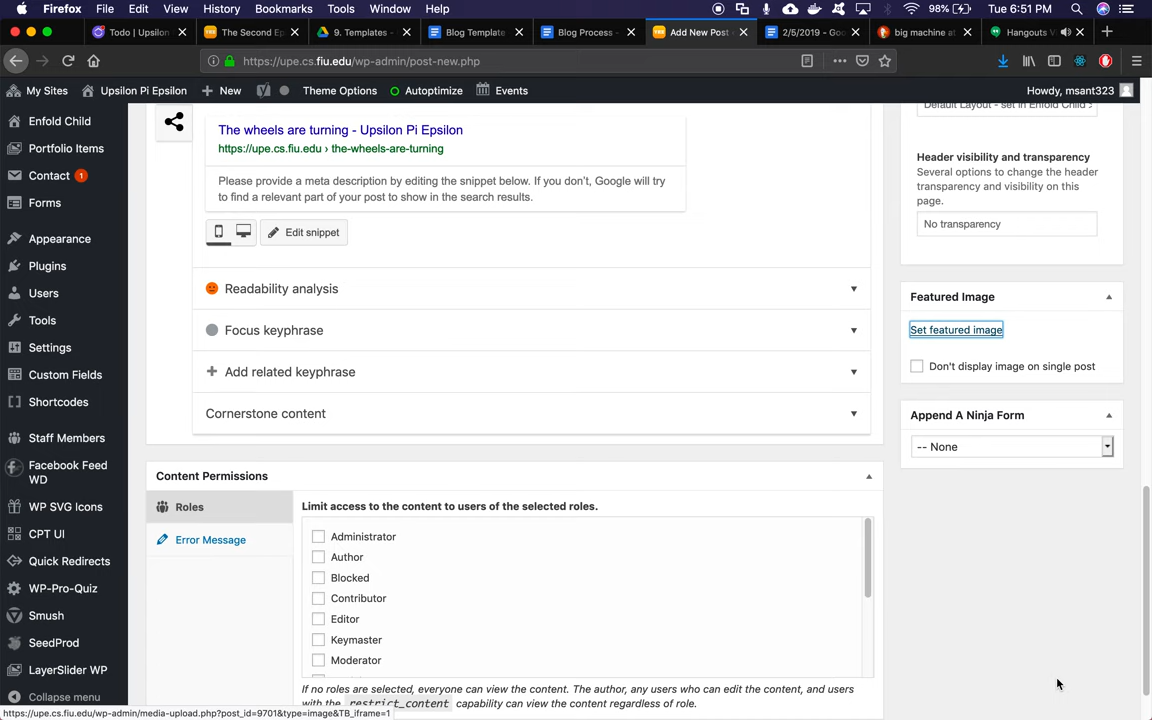 Firefox File Edit View History Bookmarks Tools Window Help 98% Tue 6:51 PM
Todo | Upsilon The Second Ep 9. Templates - Blog Template Blog Process - Add New Post 2/5/2019 - Goo big machine at Hangouts V
https://upe.cs.fiu.edu/wp-admin/post-new.php
My Sites Upsilon Pi Epsilon New Theme Options Autoptimize Events Howdy, msant323
Enfold Child
Portfolio Items
Contact 1
Forms
Appearance
Plugins
Users
Tools
Settings
Custom Fields
Shortcodes
Staff Members
Facebook Feed
WD
WP SVG Icons
CPT UI
Quick Redirects
WP-Pro-Quiz
Smush
SeedProd
LayerSlider WP
Collapse menu
The wheels are turning - Upsilon Pi Epsilon
https://upe.cs.fiu.edu › the-wheels-are-turning
Please provide a meta description by editing the snippet below. If you don't, Google will try
to find a relevant part of your post to show in the search results.
Edit snippet
Readability analysis
Focus keyphrase
Add related keyphrase
Cornerstone content
Content Permissions
Roles
Error Message
Limit access to the content to users of the selected roles.
Administrator
Author
Blocked
Contributor
Editor
Keymaster
Moderator
If no roles are selected, everyone can view the content. The author, any users who can edit the content, and users
with the restrict_content capability can view the content regardless of role.
Default Layout - set in Enfold Child >
Header visibility and transparency
Several options to change the header
transparency and visibility on this
page.
No transparency
Featured Image
Set featured image
Don't display image on single post
Append A Ninja Form
-- None
https://upe.cs.fiu.edu/wp-admin/media-upload.php?post_id=9701&type=image&TB_iframe=1